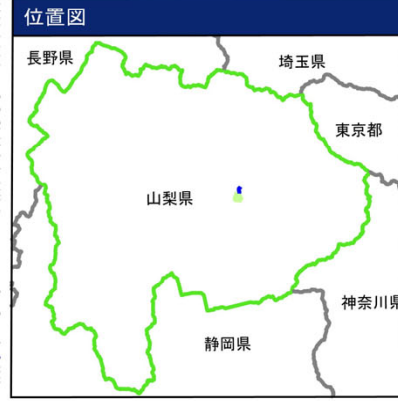 位置図
長野県
埼玉県
東京都
山梨県
神奈川県
静岡県